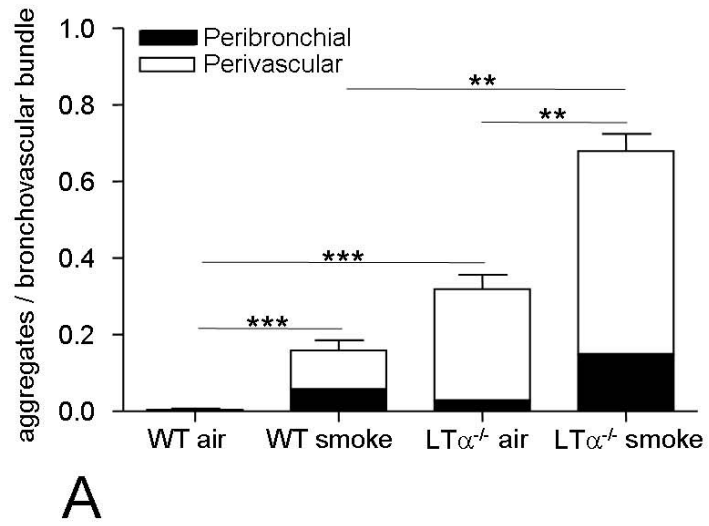 aggregates / bronchovascular bundle
1.0
0.8
0.6
0.4
0.2
0.0
Peribronchial
Perivascular
**
**
***
***
WT air
WT smoke
LTα-/- air
LTα-/- smoke
A